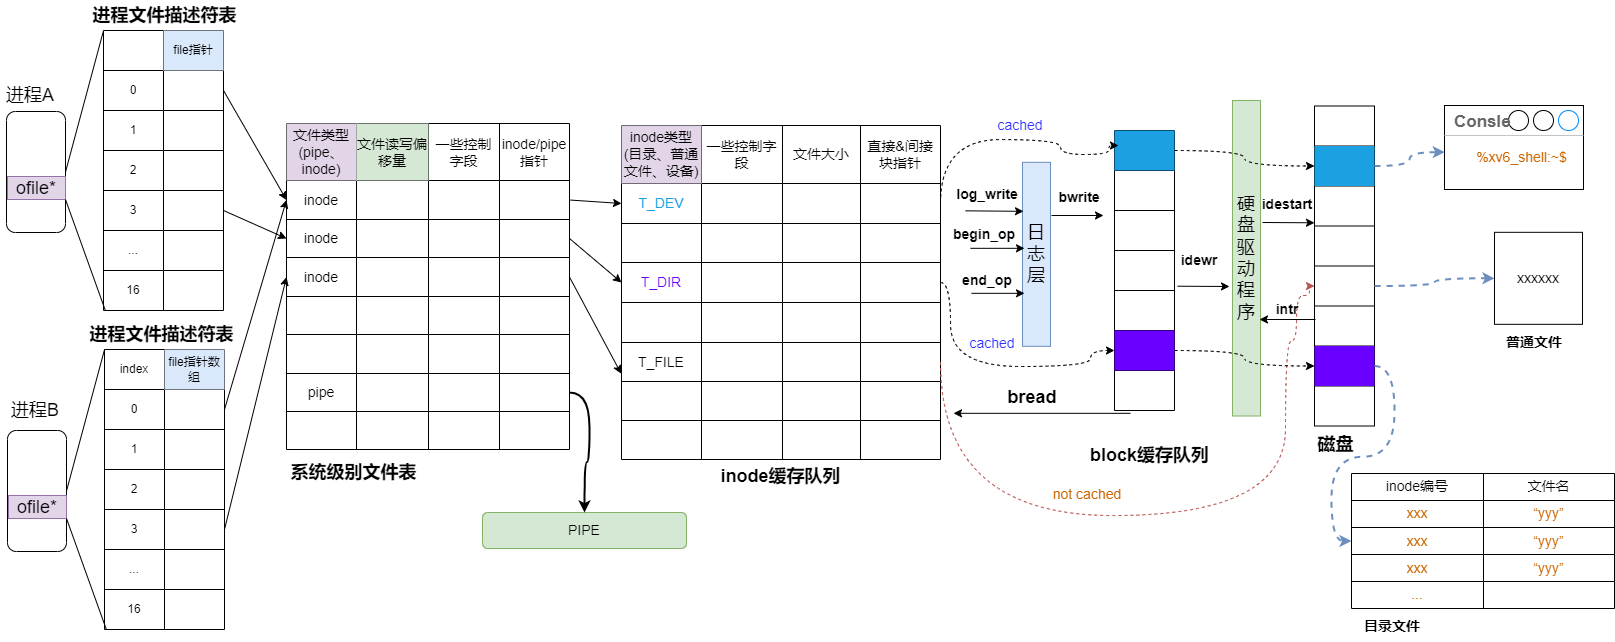 进程文件描述符表
file指针
0
1
2
3
...
16
进程A
ofile*
进程文件描述符表
index
file指针数
组
0
1
2
3
...
16
进程B
ofile*
文件类型
(pipe、
inode)
文件读写偏
移量
一些控制
字段
inode/pipe
指针
inode
inode
inode
pipe
系统级别文件表
PIPE
inode类型
(目录、普通
文件、设备)
一些控制字
段
文件大小
直接&间接
块指针
T_DEV
T_DIR
T_FILE
inode缓存队列
cached
log_write
begin_op
end_op
日志层
bwrite
cached
bread
not cached
block缓存队列
idewr
硬盘驱动程序
idestart
intr
磁盘
Consle
%xv6_shell:~$
xxxxxx
普通文件
inode编号
文件名
xxx
“yyy”
xxx
“yyy”
xxx
“yyy”
...
目录文件